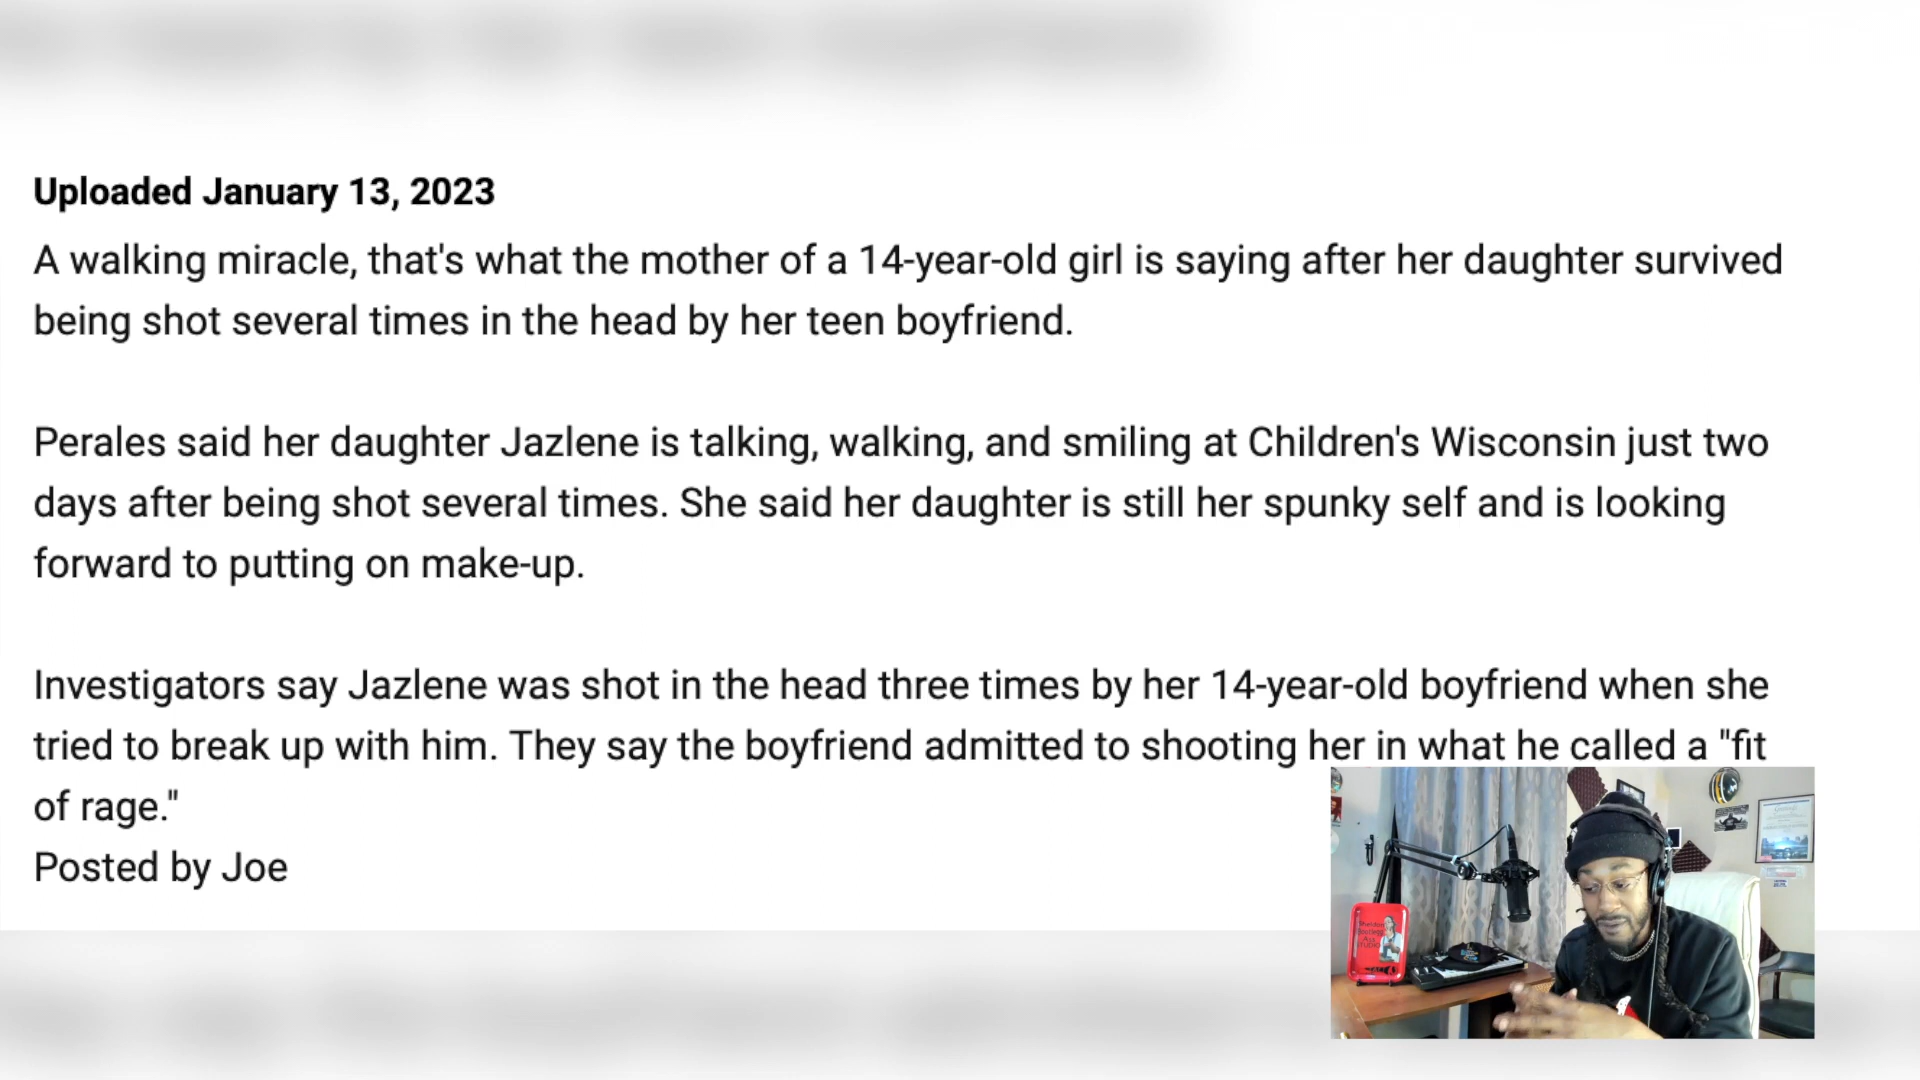 Uploaded January 13, 2023
A walking miracle, that's what the mother of a 14-year-old girl is saying after her daughter survived
being shot several times in the head by her teen boyfriend.
Perales said her daughter Jazlene is talking, walking, and smiling at Children's Wisconsin just two
days after being shot several times. She said her daughter is still her spunky self and is looking
forward to putting on make-up.
Investigators say Jazlene was shot in the head three times by her 14-year-old boyfriend when she
tried to break up with him. They say the boyfriend admitted to shooting her in what he called a "fit
of rage."
Posted by Joe